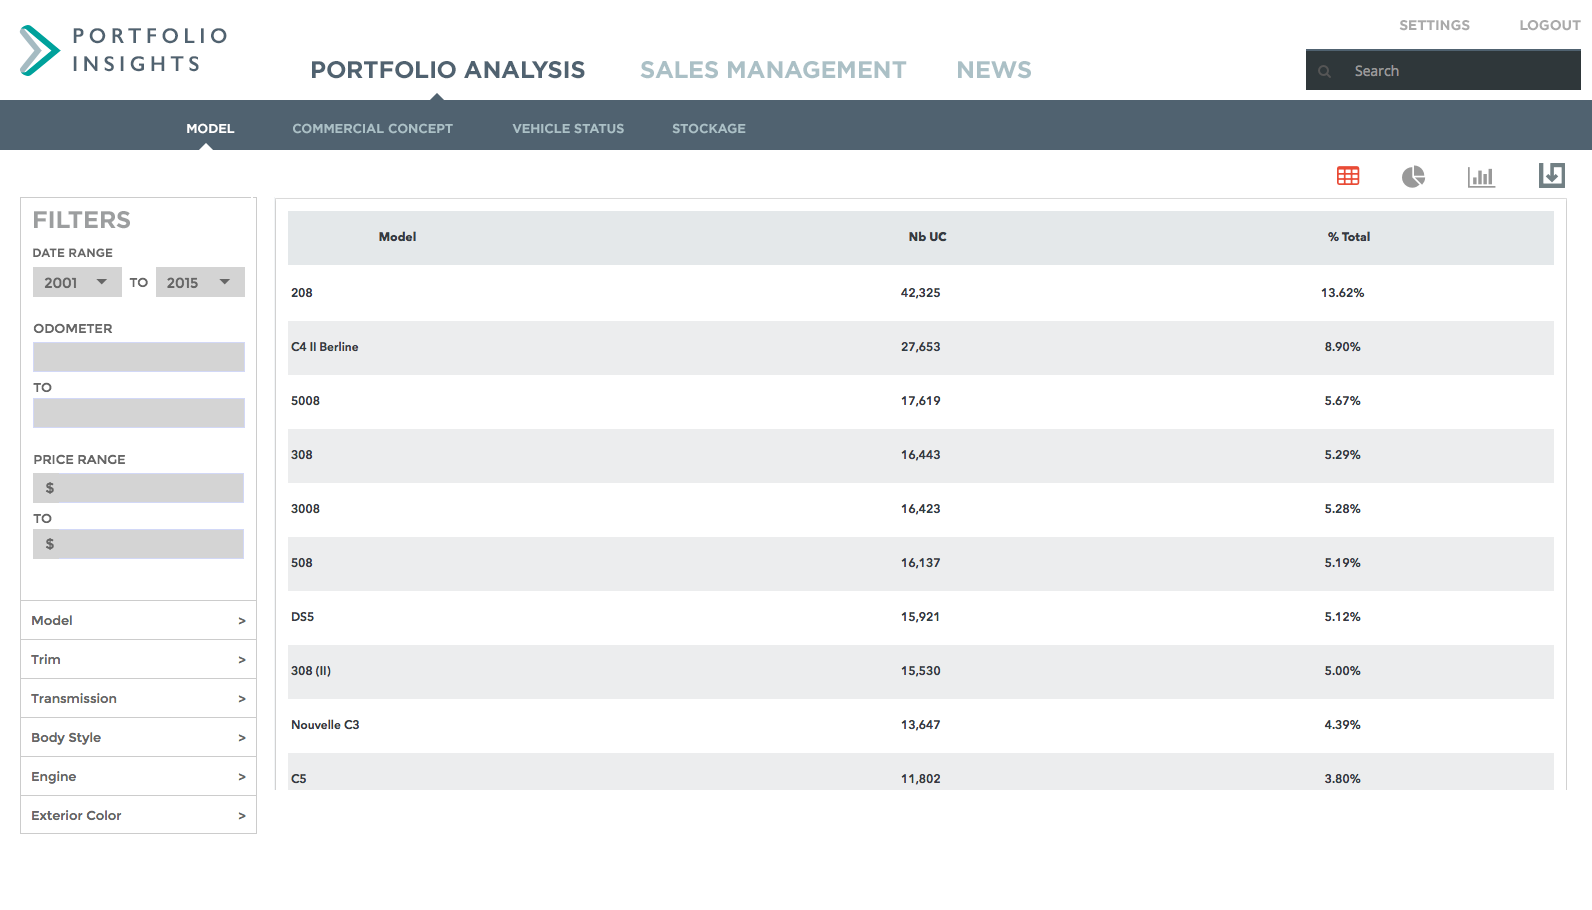 PORTFOLIO
INSIGHTS
SETTINGS LOGOUT
PORTFOLIO ANALYSIS SALES MANAGEMENT NEWS
Search
MODEL COMMERCIAL CONCEPT VEHICLE STATUS STOCKAGE
FILTERS
DATE RANGE
2001 TO 2015
ODOMETER
TO
PRICE RANGE
$
TO
$
Model >
Trim >
Transmission >
Body Style >
Engine >
Exterior Color >
Model Nb UC % Total
208 42,325 13.62%
C4 II Berline 27,653 8.90%
5008 17,619 5.67%
308 16,443 5.29%
3008 16,423 5.28%
508 16,137 5.19%
DS5 15,921 5.12%
308 (II) 15,530 5.00%
Nouvelle C3 13,647 4.39%
C5 11,802 3.80%